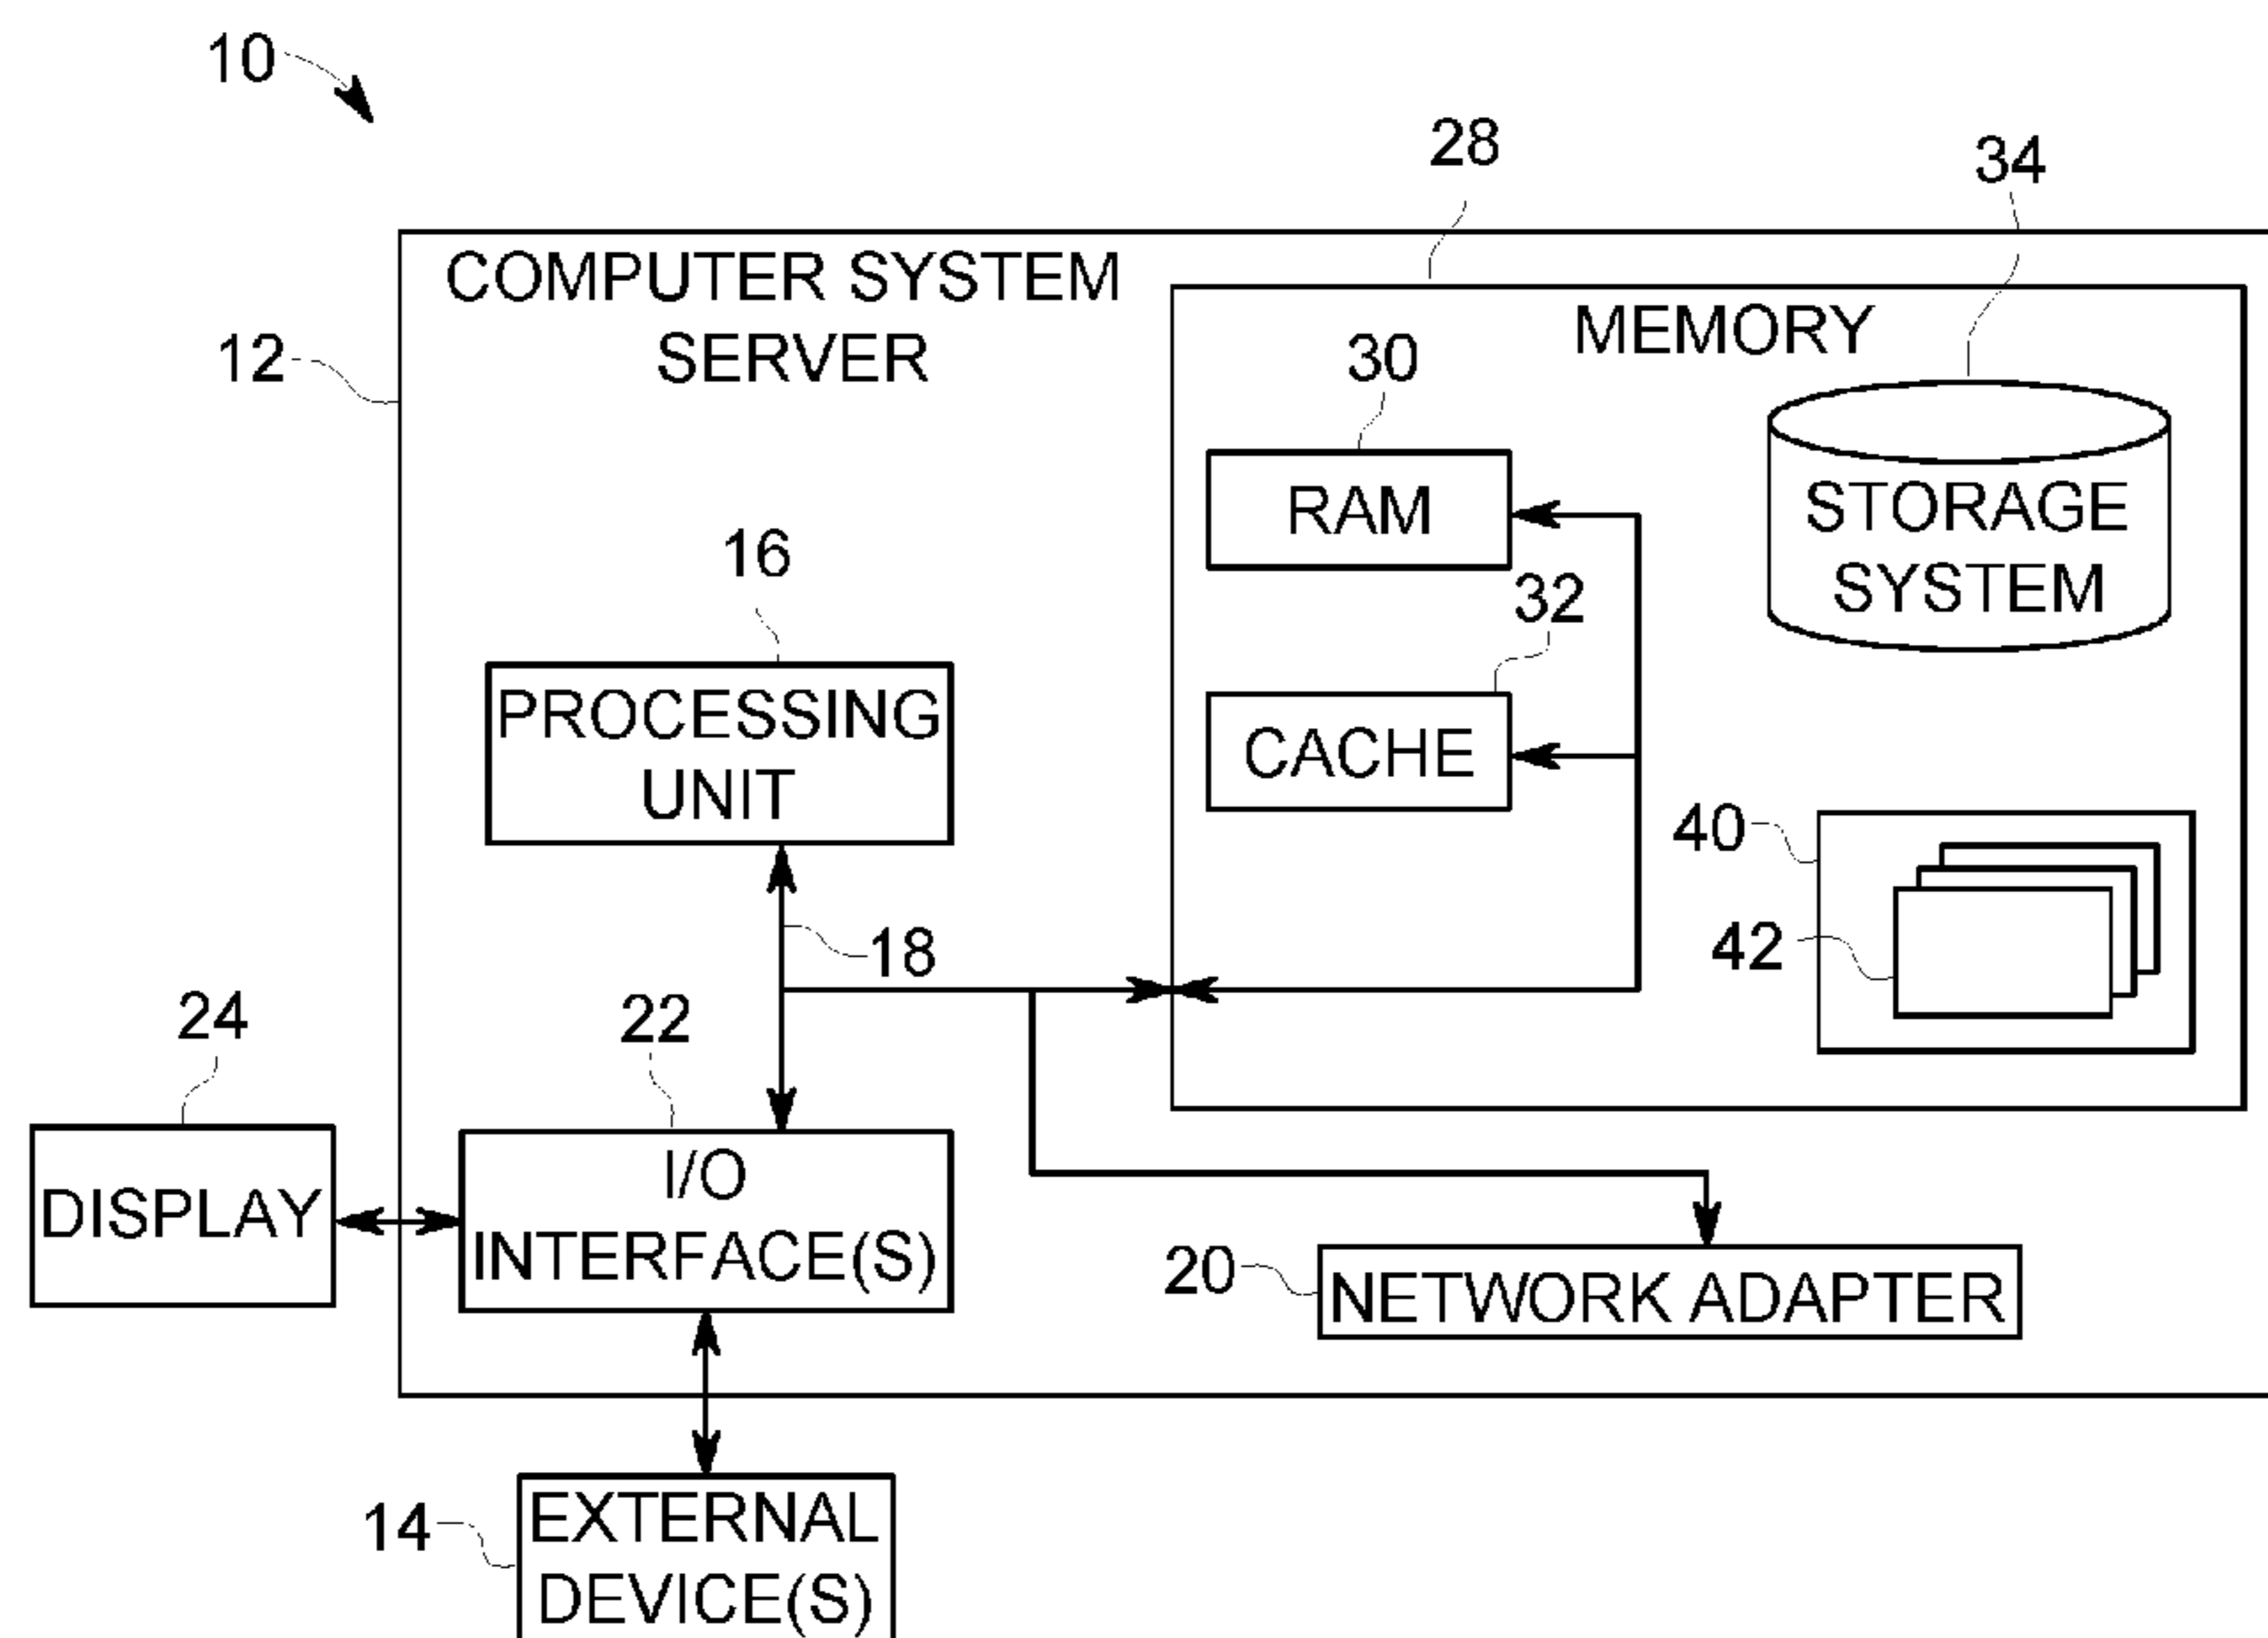 10
28
34
COMPUTER SYSTEM
SERVER
12
MEMORY
30
RAM
STORAGE
SYSTEM
16
32
PROCESSING
UNIT
CACHE
40
18
42
24
22
DISPLAY
I/O
INTERFACE(S)
20
NETWORK ADAPTER
14
EXTERNAL
DEVICE(S)